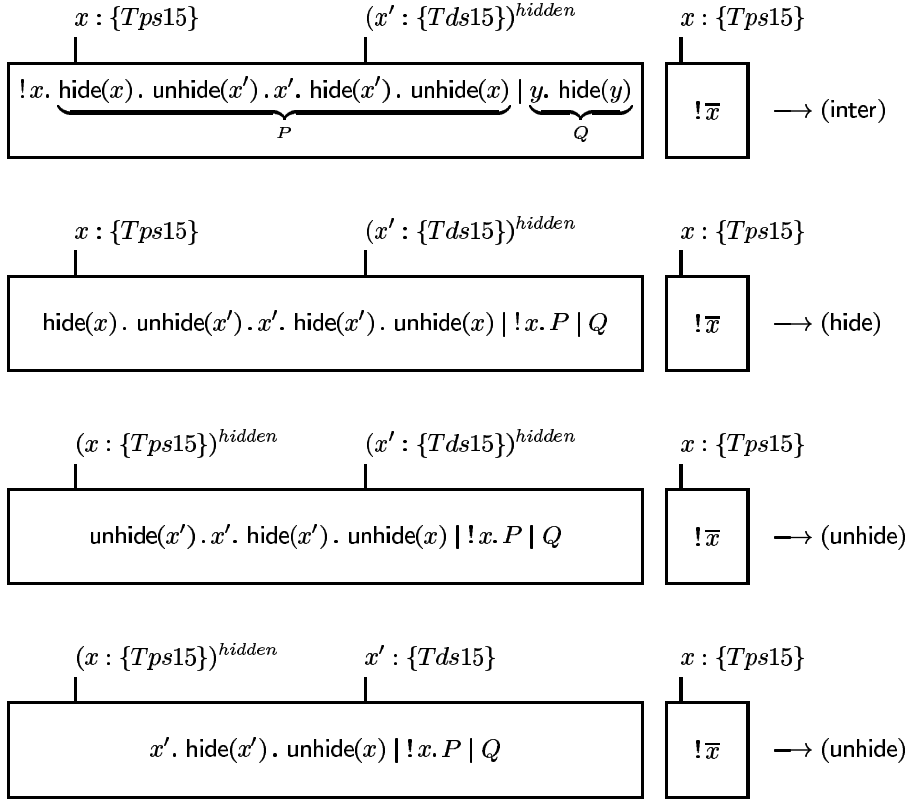 x : {Tps15} (x′ : {Tds15})^hidden x : {Tps15}
! x. hide(x) . unhide(x′) . x′. hide(x′) . unhide(x) | y. hide(y) ! x̅ ⟶ (inter)
P Q
x : {Tps15} (x′ : {Tds15})^hidden x : {Tps15}
hide(x) . unhide(x′) . x′. hide(x′) . unhide(x) | ! x. P | Q ! x̅ ⟶ (hide)
(x : {Tps15})^hidden (x′ : {Tds15})^hidden x : {Tps15}
unhide(x′) . x′. hide(x′) . unhide(x) | ! x. P | Q ! x̅ ⟶ (unhide)
(x : {Tps15})^hidden x′ : {Tds15} x : {Tps15}
x′. hide(x′) . unhide(x) | ! x. P | Q ! x̅ ⟶ (unhide)